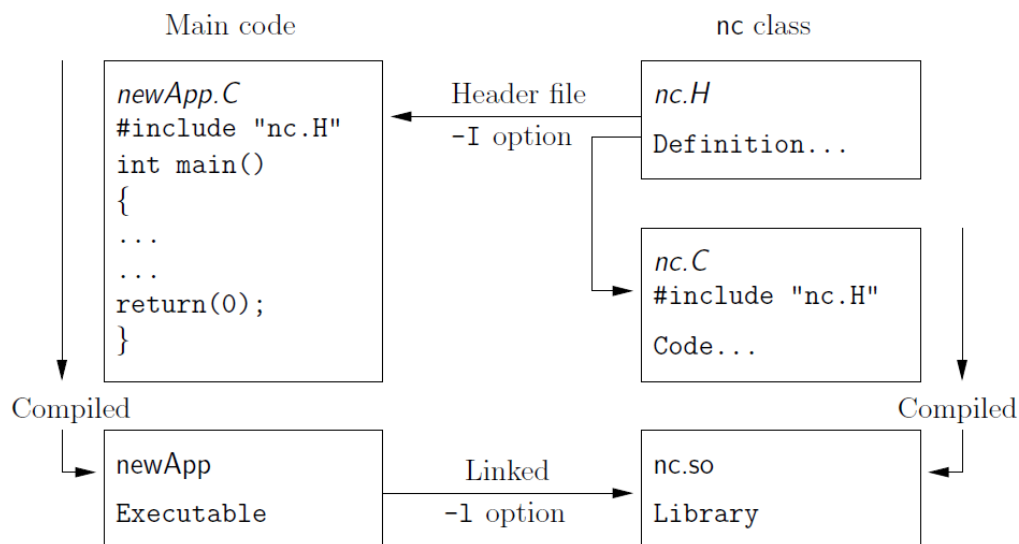 Main code
newApp.C
#include "nc.H"
int main()
{
...
...
return(0);
}
Header file
-I option
nc class
nc.H
Definition...
nc.C
#include "nc.H"
Code...
Compiled
Compiled
newApp
Executable
Linked
-l option
nc.so
Library